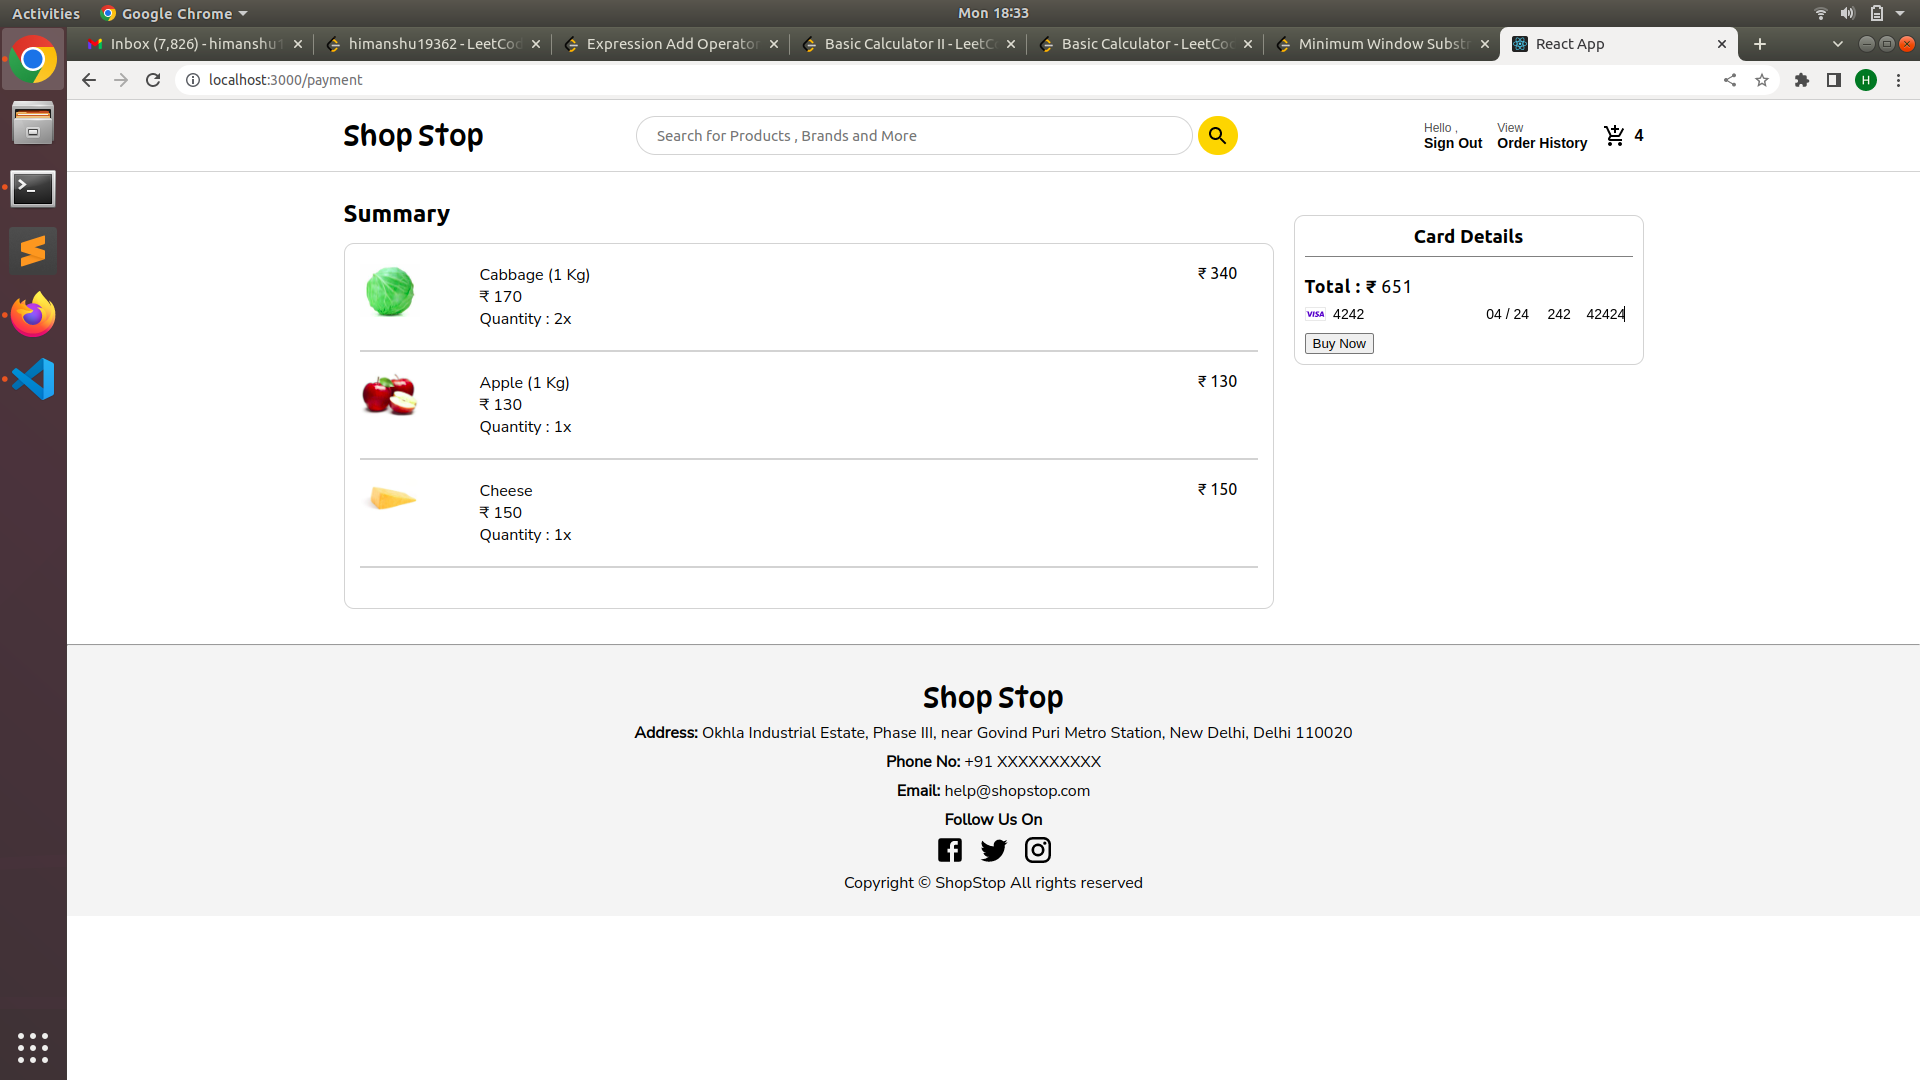 Activities
Google Chrome
Mon 18:33
Inbox (7,826) - himanshu1
himanshu19362 - LeetCod
Expression Add Operator
Basic Calculator II - LeetC
Basic Calculator - LeetCo
Minimum Window Subst
React App
localhost:3000/payment
H
Shop Stop
Search for Products , Brands and More
Hello ,
Sign Out
View
Order History
4
Summary
Cabbage (1 Kg)
₹ 170
Quantity : 2x
₹ 340
Apple (1 Kg)
₹ 130
Quantity : 1x
₹ 130
Cheese
₹ 150
Quantity : 1x
₹ 150
Card Details
Total : ₹ 651
VISA 4242 04 / 24 242 42424
Buy Now
Shop Stop
Address: Okhla Industrial Estate, Phase III, near Govind Puri Metro Station, New Delhi, Delhi 110020
Phone No: +91 XXXXXXXXXX
Email: help@shopstop.com
Follow Us On
Copyright © ShopStop All rights reserved